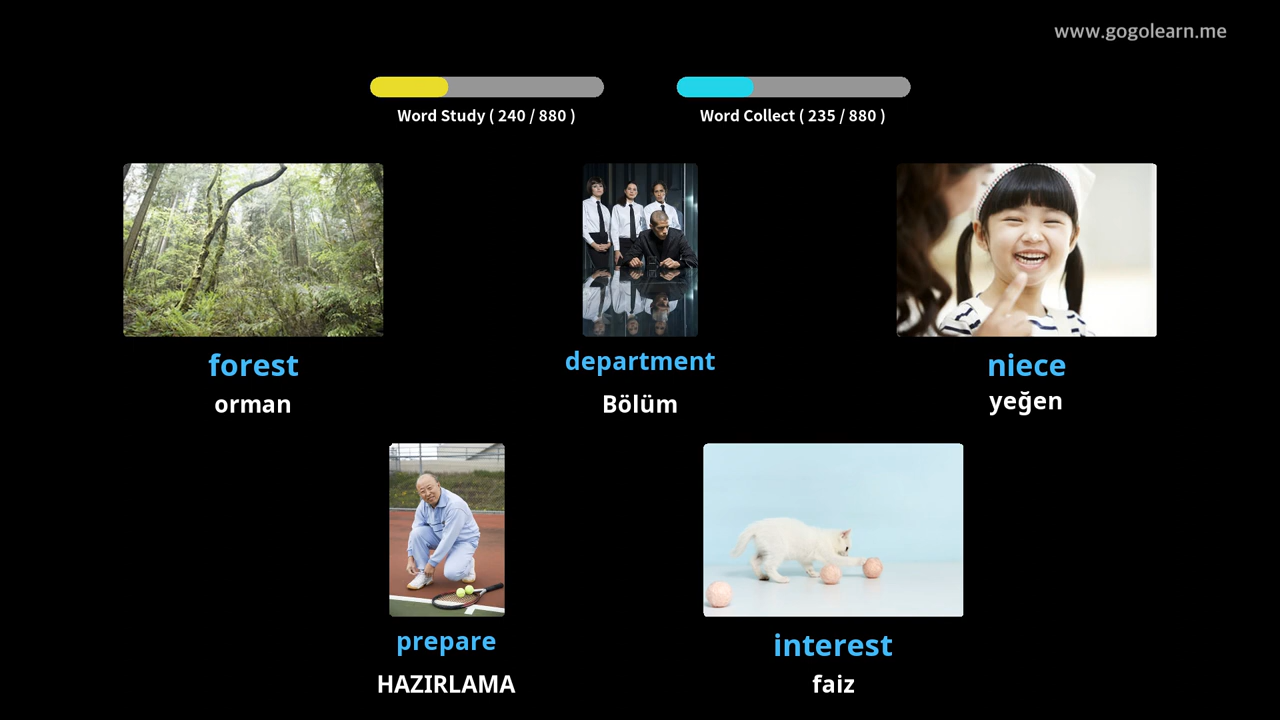 www.gogolearn.me
Word Study ( 240 / 880 )
Word Collect ( 235 / 880 )
forest
orman
department
Bölüm
niece
yeğen
prepare
HAZIRLAMA
interest
faiz